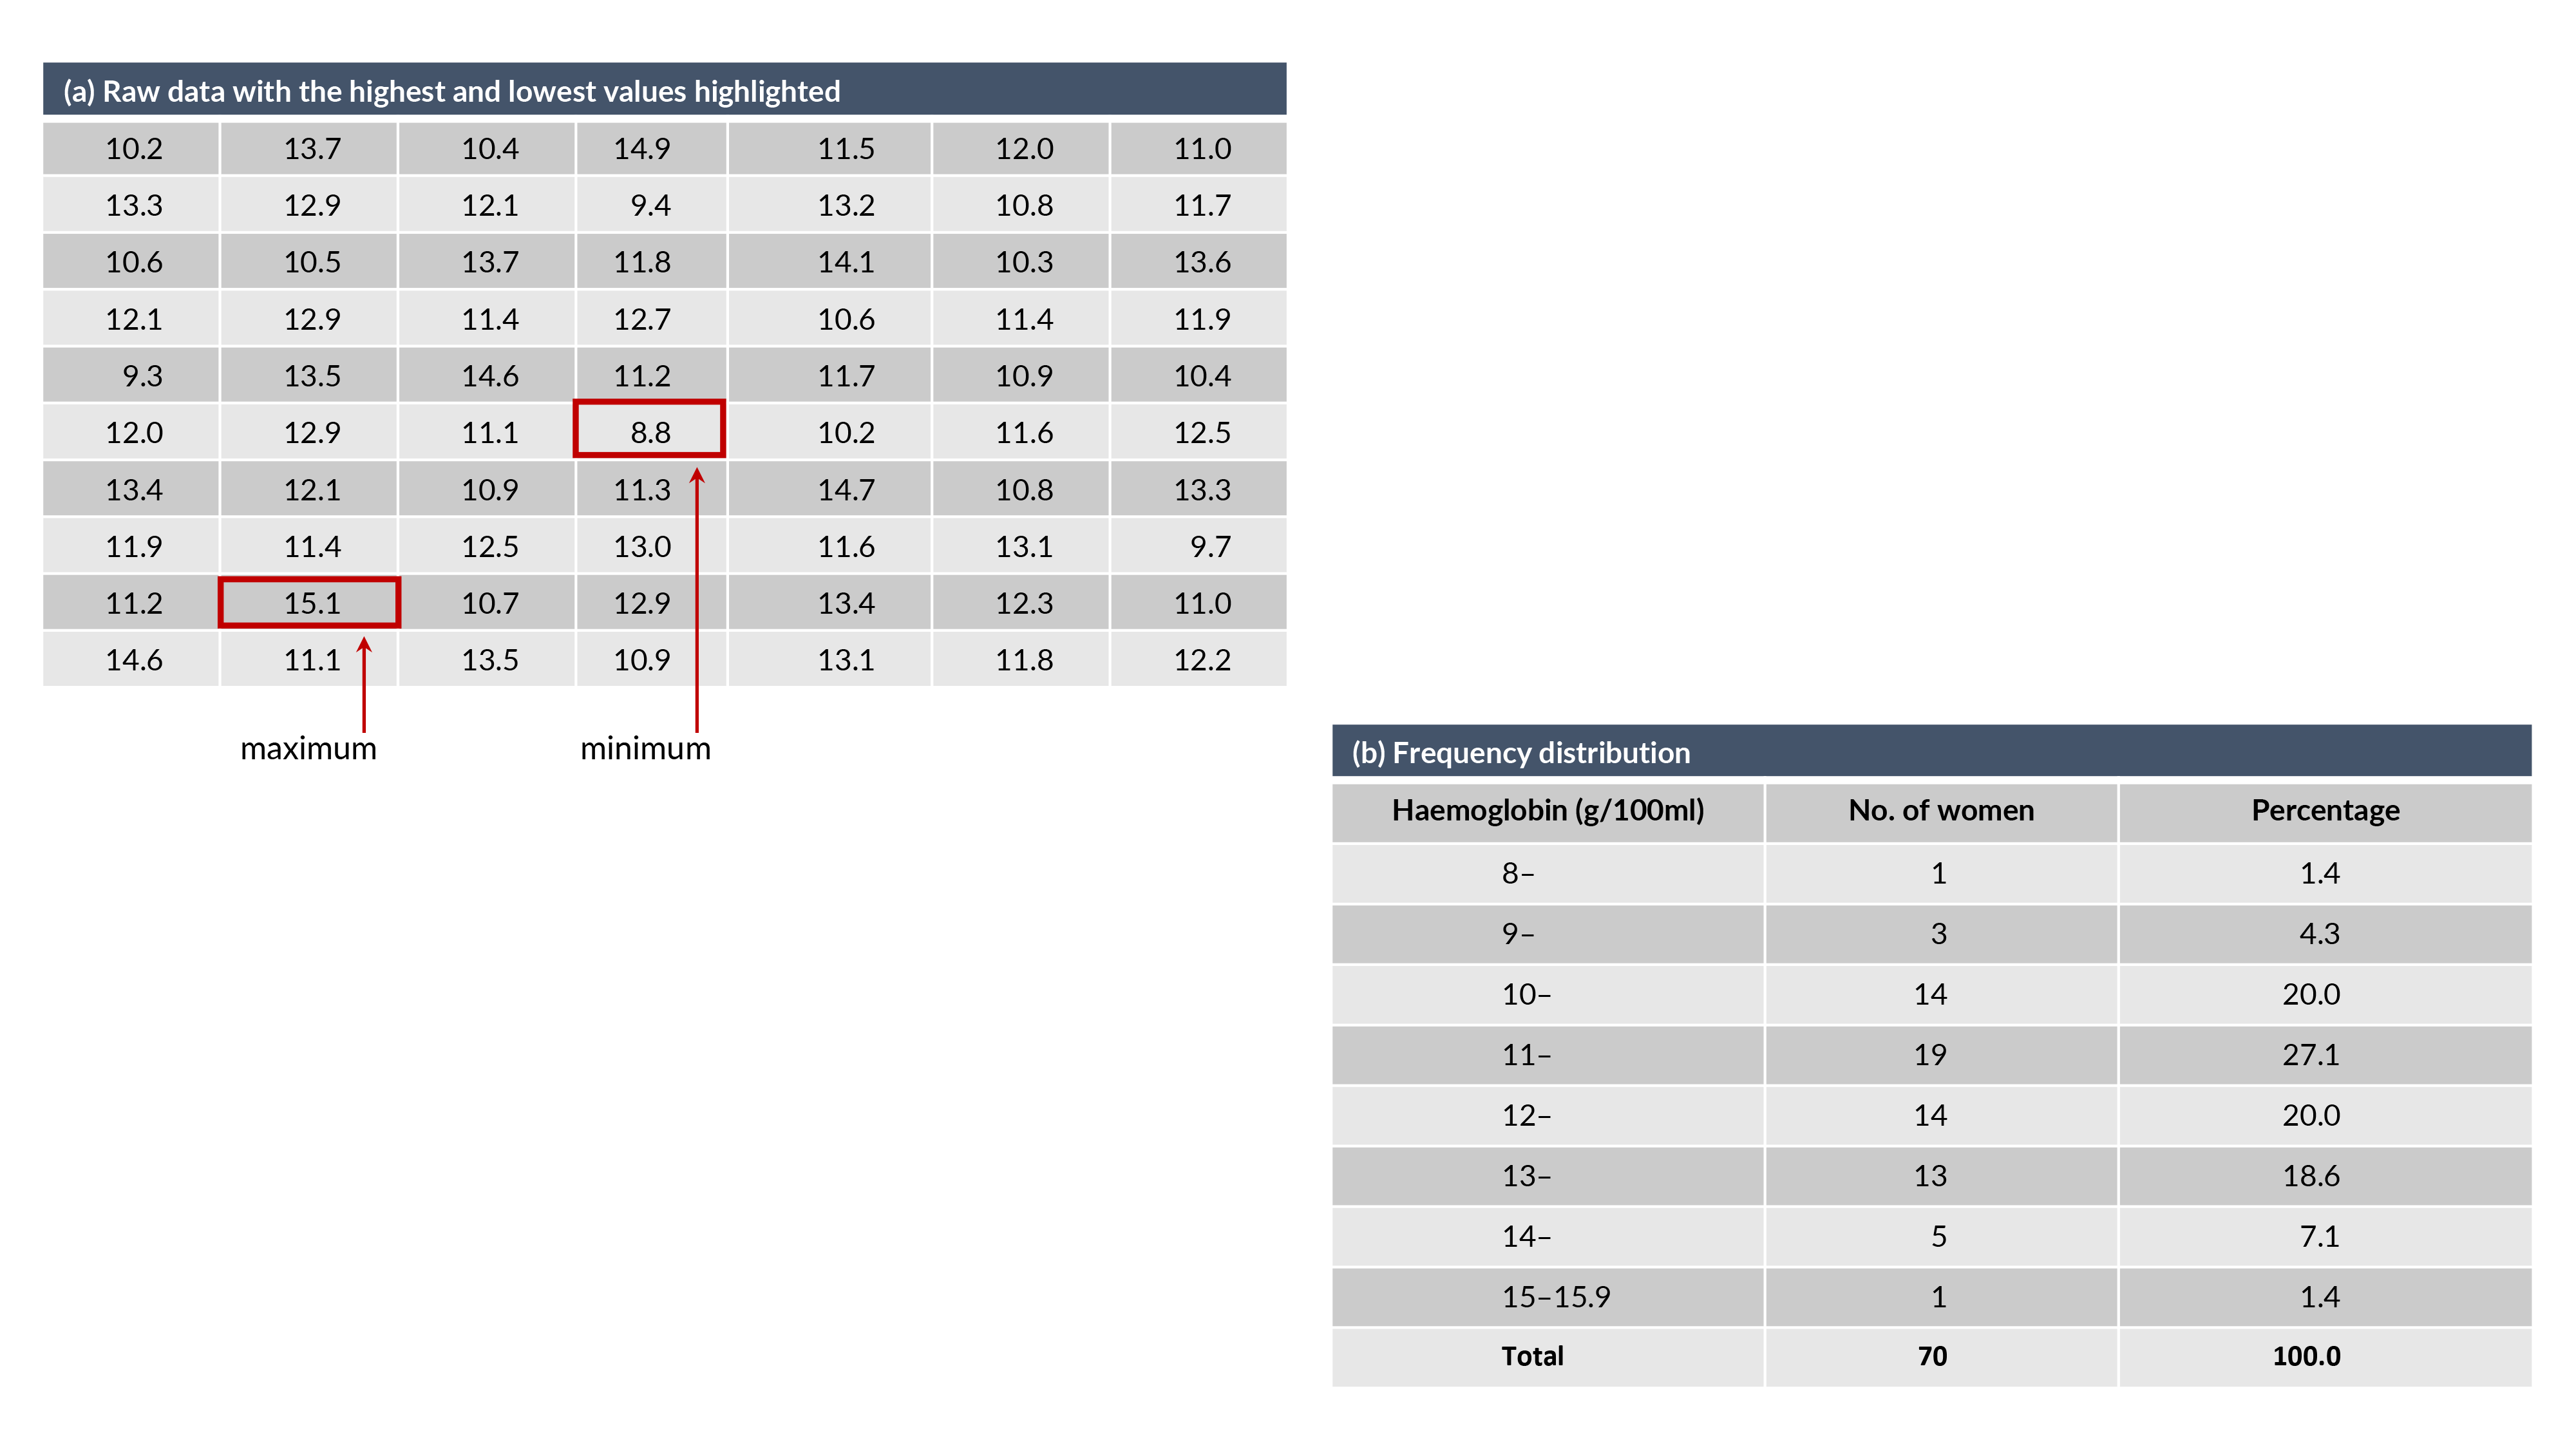 (a) Raw data with the highest and lowest values highlighted
10.2 13.7 10.4 14.9 11.5 12.0 11.0
13.3 12.9 12.1 9.4 13.2 10.8 11.7
10.6 10.5 13.7 11.8 14.1 10.3 13.6
12.1 12.9 11.4 12.7 10.6 11.4 11.9
9.3 13.5 14.6 11.2 11.7 10.9 10.4
12.0 12.9 11.1 8.8 10.2 11.6 12.5
13.4 12.1 10.9 11.3 14.7 10.8 13.3
11.9 11.4 12.5 13.0 11.6 13.1 9.7
11.2 15.1 10.7 12.9 13.4 12.3 11.0
14.6 11.1 13.5 10.9 13.1 11.8 12.2
maximum minimum
(b) Frequency distribution
Haemoglobin (g/100ml) No. of women Percentage
8– 1 1.4
9– 3 4.3
10– 14 20.0
11– 19 27.1
12– 14 20.0
13– 13 18.6
14– 5 7.1
15–15.9 1 1.4
Total 70 100.0